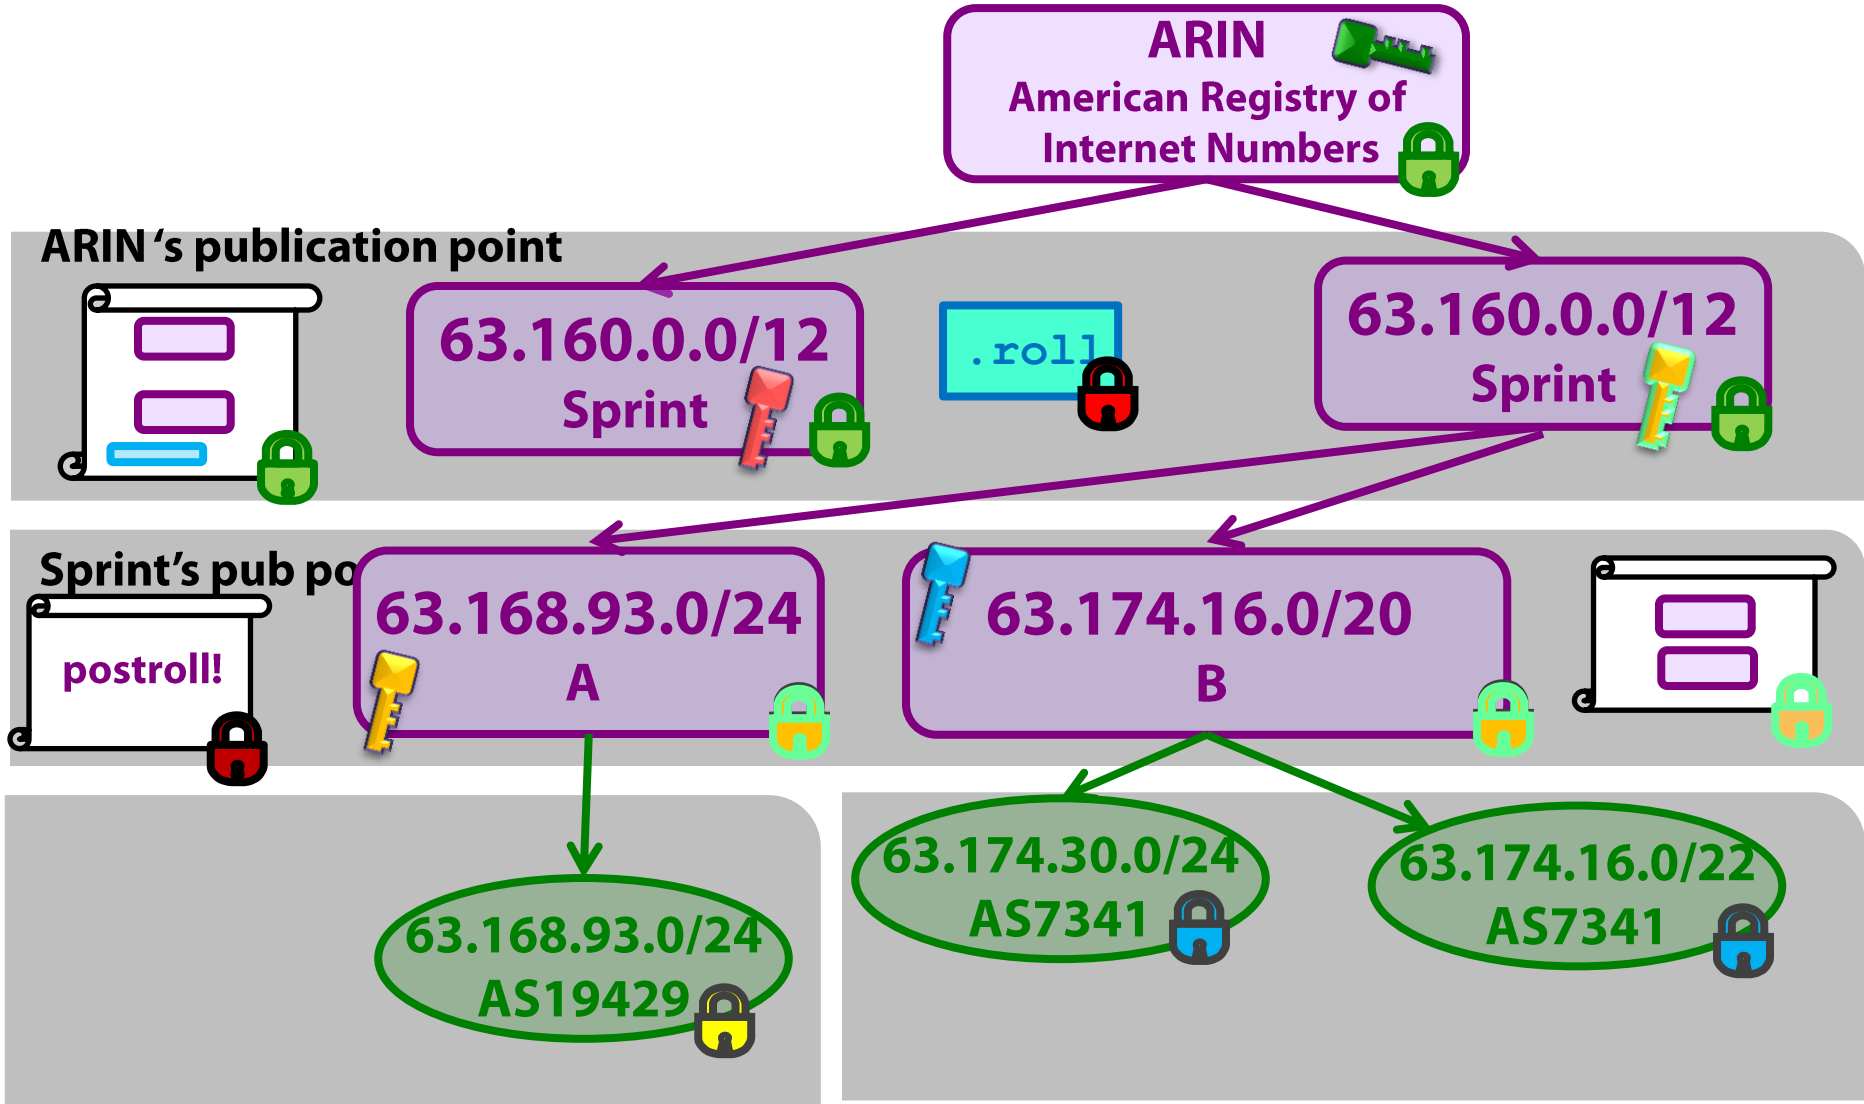 ARIN
American Registry of
Internet Numbers
ARIN‘s publication point
63.160.0.0/12
Sprint
.roll
63.160.0.0/12
Sprint
Sprint’s pub po
postroll!
63.168.93.0/24
A
63.174.16.0/20
B
63.168.93.0/24
AS19429
63.174.30.0/24
AS7341
63.174.16.0/22
AS7341